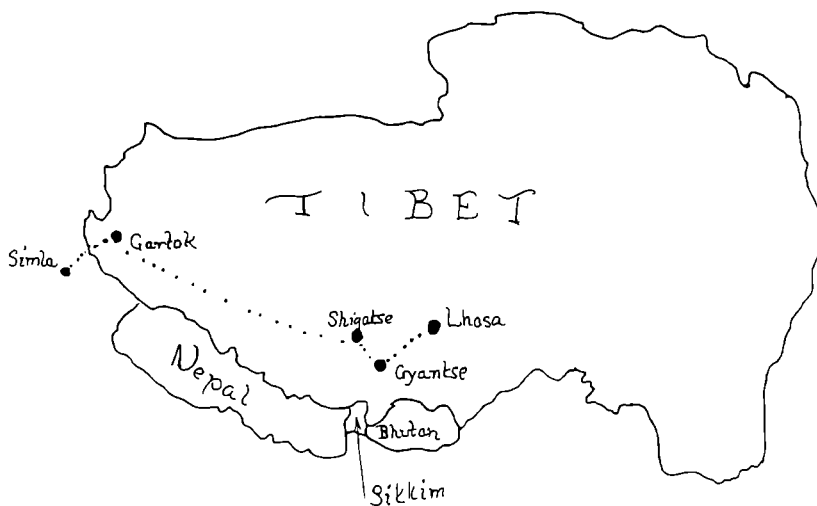 TIBET
Gartok
Simla
Shigatse
Lhosa
Gyantse
Nepal
Bhutan
Sikkim